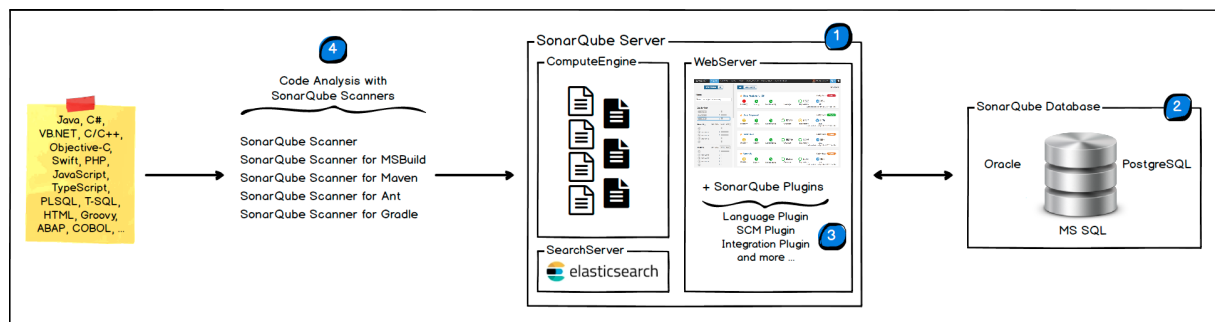 Java, C#,
VB.NET, C/C++,
Objective-C,
Swift, PHP,
JavaScript,
TypeScript,
PLSQL, T-SQL,
HTML, Groovy,
ABAP, COBOL, ...
4
Code Analysis with
SonarQube Scanners
SonarQube Scanner
SonarQube Scanner for MSBuild
SonarQube Scanner for Maven
SonarQube Scanner for Ant
SonarQube Scanner for Gradle
SonarQube Server
1
ComputeEngine
SearchServer
elasticsearch
WebServer
+ SonarQube Plugins
Language Plugin
SCM Plugin
Integration Plugin
and more ...
3
SonarQube Database
2
Oracle
PostgreSQL
MS SQL